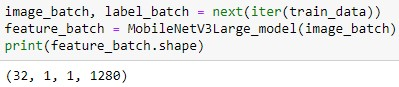 image_batch, label_batch = next(iter(train_data))
feature_batch = MobileNetV3Large_model(image_batch)
print(feature_batch.shape)
(32, 1, 1, 1280)